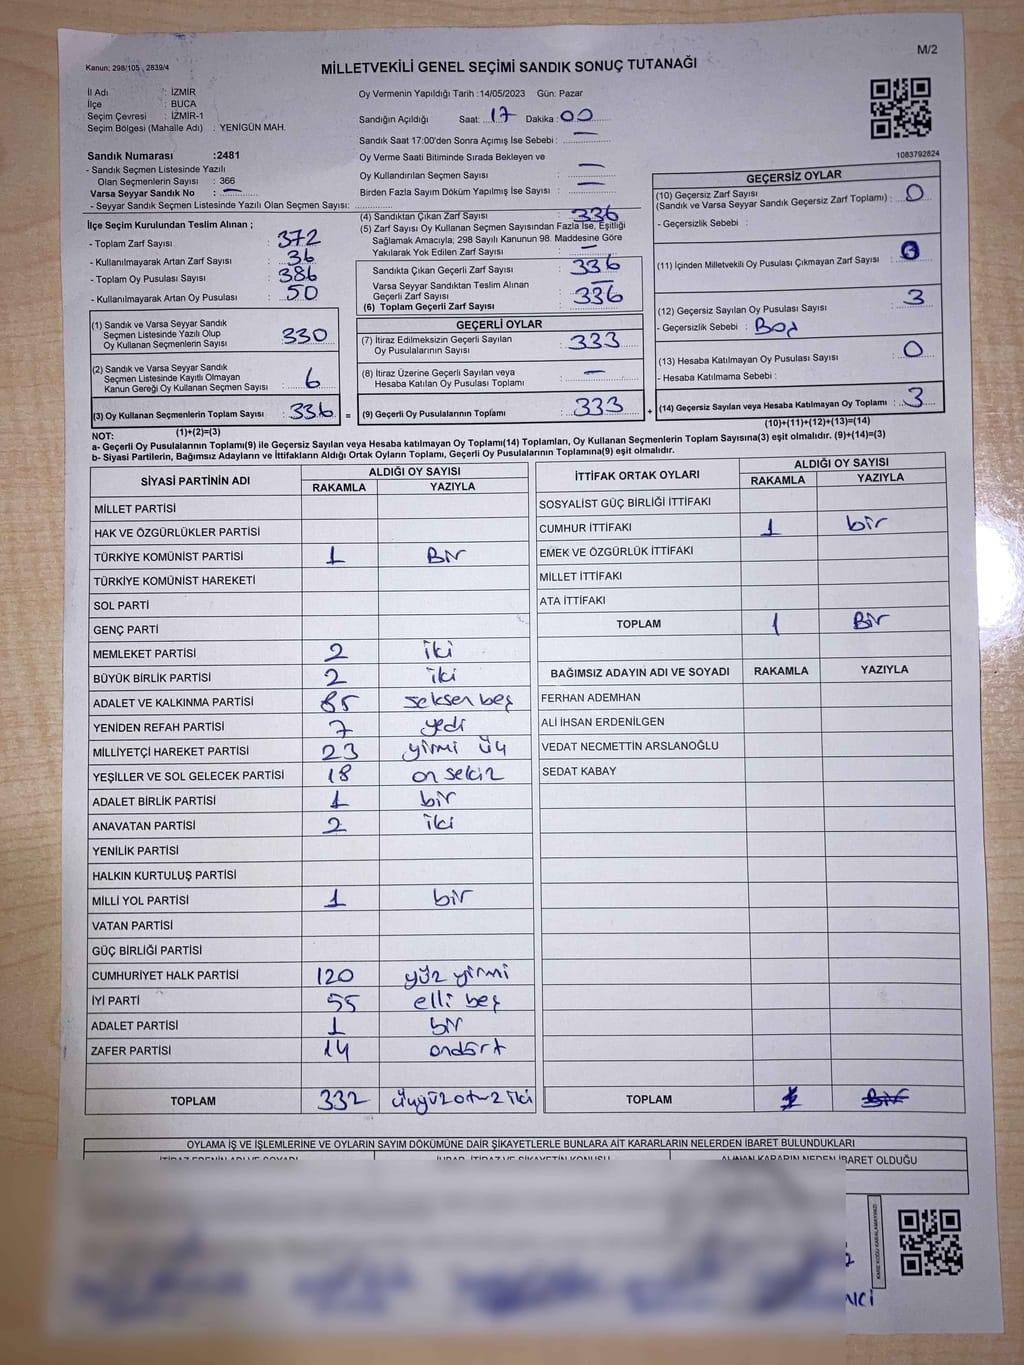 M/2
Kanun: 298/105, 2839/4
MİLLETVEKİLİ GENEL SEÇİMİ SANDIK SONUÇ TUTANAĞI
İl Adı : İZMİR
İlçe : BUCA
Seçim Çevresi : İZMİR-1
Seçim Bölgesi (Mahalle Adı) : YENİGÜN MAH.
Sandık Numarası :2481
- Sandık Seçmen Listesinde Yazılı
Olan Seçmenlerin Sayısı : 366
Varsa Seyyar Sandık No : —
- Seyyar Sandık Seçmen Listesinde Yazılı Olan Seçmen Sayısı:
Oy Vermenin Yapıldığı Tarih :14/05/2023 Gün: Pazar
Sandığın Açıldığı Saat: 17 Dakika: 00
Sandık Saat 17:00'den Sonra Açımış İse Sebebi : —
Oy Verme Saati Bitiminde Sırada Bekleyen ve
Oy Kullandırılan Seçmen Sayısı : —
Birden Fazla Sayım Döküm Yapılmış İse Sayısı : —
1083792824
İlçe Seçim Kurulundan Teslim Alınan ;
- Toplam Zarf Sayısı : 372
- Kullanılmayarak Artan Zarf Sayısı : 36
- Toplam Oy Pusulası Sayısı : 386
- Kullanılmayarak Artan Oy Pusulası : 50
(1) Sandık ve Varsa Seyyar Sandık
Seçmen Listesinde Yazılı Olup
Oy Kullanan Seçmenlerin Sayısı : 330
(2) Sandık ve Varsa Seyyar Sandık
Seçmen Listesinde Kayıtlı Olmayan
Kanun Gereği Oy Kullanan Seçmen Sayısı : 6
(3) Oy Kullanan Seçmenlerin Toplam Sayısı : 336 =
(1)+(2)=(3)
(4) Sandıktan Çıkan Zarf Sayısı : 336
(5) Zarf Sayısı Oy Kullanan Seçmen Sayısından Fazla İse, Eşitliği
Sağlamak Amacıyla; 298 Sayılı Kanunun 98. Maddesine Göre
Yakılarak Yok Edilen Zarf Sayısı : —
Sandıkta Çıkan Geçerli Zarf Sayısı : 336
Varsa Seyyar Sandıktan Teslim Alınan
Geçerli Zarf Sayısı : —
(6) Toplam Geçerli Zarf Sayısı : 336
GEÇERLİ OYLAR
(7) İtiraz Edilmeksizin Geçerli Sayılan
Oy Pusulalarının Sayısı : 333
(8) İtiraz Üzerine Geçerli Sayılan veya
Hesaba Katılan Oy Pusulası Toplamı : —
(9) Geçerli Oy Pusulalarının Toplamı : 333 +
GEÇERSİZ OYLAR
(10) Geçersiz Zarf Sayısı
(Sandık ve Varsa Seyyar Sandık Geçersiz Zarf Toplamı) : 0
- Geçersizlik Sebebi :
(11) İçinden Milletvekili Oy Pusulası Çıkmayan Zarf Sayısı :
(12) Geçersiz Sayılan Oy Pusulası Sayısı : 3
- Geçersizlik Sebebi : Boş
(13) Hesaba Katılmayan Oy Pusulası Sayısı : 0
- Hesaba Katılmama Sebebi :
(14) Geçersiz Sayılan veya Hesaba Katılmayan Oy Toplamı : 3
(10)+(11)+(12)+(13)=(14)
NOT:
a- Geçerli Oy Pusulalarının Toplamı(9) ile Geçersiz Sayılan veya Hesaba katılmayan Oy Toplamı(14) Toplamları, Oy Kullanan Seçmenlerin Toplam Sayısına(3) eşit olmalıdır. (9)+(14)=(3)
b- Siyasi Partilerin, Bağımsız Adayların ve İttifakların Aldığı Ortak Oyların Toplamı, Geçerli Oy Pusulalarının Toplamına(9) eşit olmalıdır.
SİYASİ PARTİNİN ADI ALDIĞI OY SAYISI
RAKAMLA YAZIYLA
MİLLET PARTİSİ
HAK VE ÖZGÜRLÜKLER PARTİSİ
TÜRKİYE KOMÜNİST PARTİSİ 1 Bir
TÜRKİYE KOMÜNİST HAREKETİ
SOL PARTİ
GENÇ PARTİ
MEMLEKET PARTİSİ 2 iki
BÜYÜK BİRLİK PARTİSİ 2 iki
ADALET VE KALKINMA PARTİSİ 85 seksen beş
YENİDEN REFAH PARTİSİ 7 yedi
MİLLİYETÇİ HAREKET PARTİSİ 23 yirmi üç
YEŞİLLER VE SOL GELECEK PARTİSİ 18 on sekiz
ADALET BİRLİK PARTİSİ 1 bir
ANAVATAN PARTİSİ 2 iki
YENİLİK PARTİSİ
HALKIN KURTULUŞ PARTİSİ
MİLLİ YOL PARTİSİ 1 bir
VATAN PARTİSİ
GÜÇ BİRLİĞİ PARTİSİ
CUMHURİYET HALK PARTİSİ 120 yüz yirmi
İYİ PARTİ 55 elli beş
ADALET PARTİSİ 1 bir
ZAFER PARTİSİ 14 ondört
TOPLAM 332 üçyüz otuz iki
İTTİFAK ORTAK OYLARI ALDIĞI OY SAYISI
RAKAMLA YAZIYLA
SOSYALİST GÜÇ BİRLİĞİ İTTİFAKI
CUMHUR İTTİFAKI 1 bir
EMEK VE ÖZGÜRLÜK İTTİFAKI
MİLLET İTTİFAKI
ATA İTTİFAKI
TOPLAM 1 Bir
BAĞIMSIZ ADAYIN ADI VE SOYADI RAKAMLA YAZIYLA
FERHAN ADEMHAN
ALİ İHSAN ERDENİLGEN
VEDAT NECMETTİN ARSLANOĞLU
SEDAT KABAY
TOPLAM
OYLAMA İŞ VE İŞLEMLERİNE VE OYLARIN SAYIM DÖKÜMÜNE DAİR ŞİKAYETLERLE BUNLARA AİT KARARLARIN NELERDEN İBARET BULUNDUKLARI
ALINAN KARARIN NEDEN İBARET OLDUĞU
KARE KODU KARALAMAYINIZ!